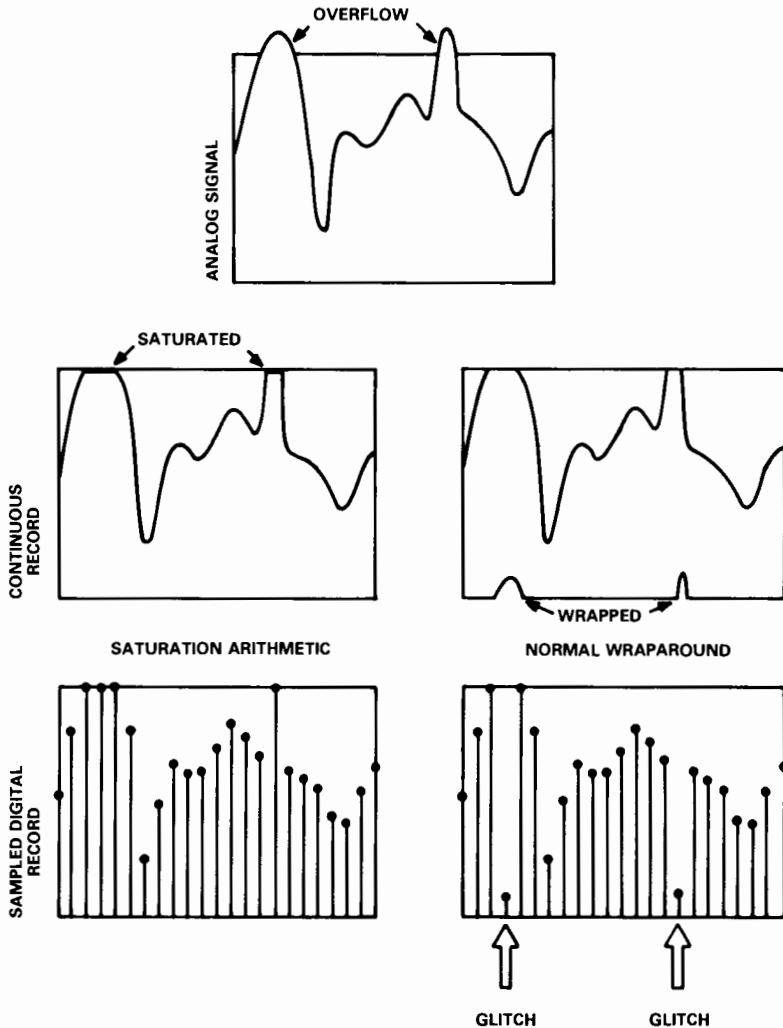 OVERFLOW
ANALOG SIGNAL
SATURATED
CONTINUOUS
RECORD
WRAPPED
SATURATION ARITHMETIC
NORMAL WRAPAROUND
SAMPLED DIGITAL
RECORD
GLITCH
GLITCH